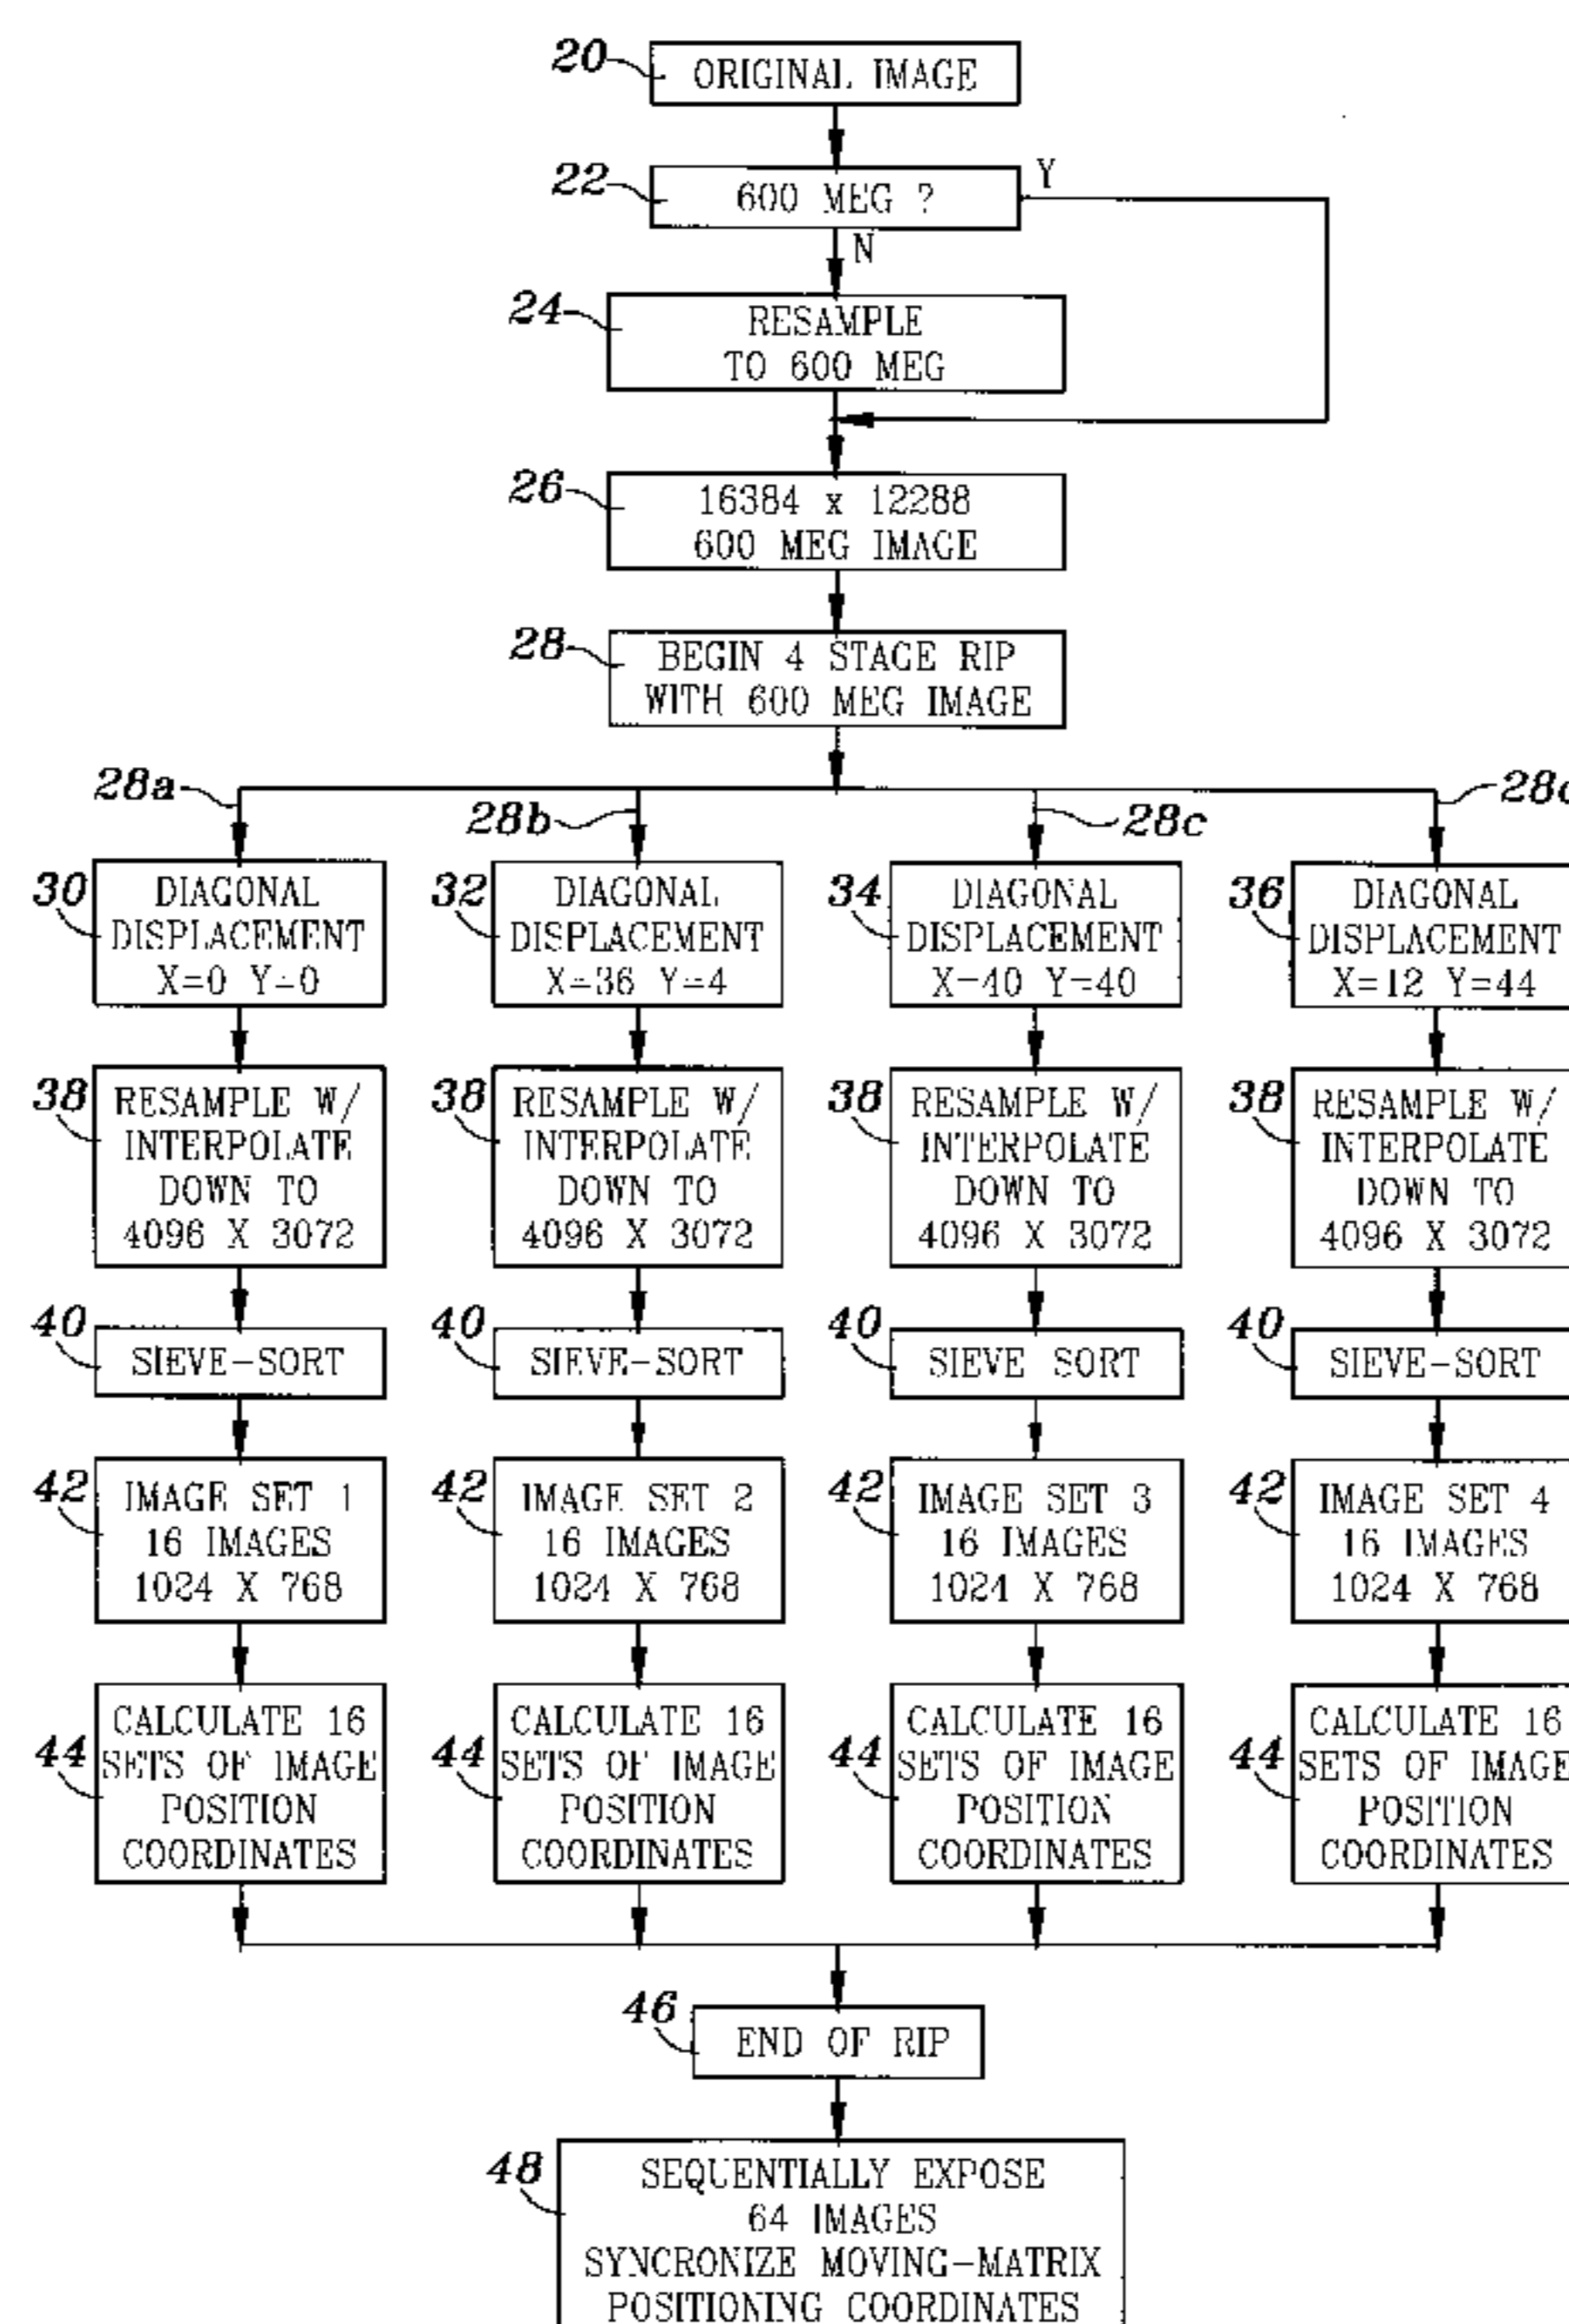 20
ORIGINAL IMAGE
22
600 MEG ?
Y
N
24
RESAMPLE
TO 600 MEG
26
16384 x 12288
600 MEG IMAGE
28
BEGIN 4 STAGE RIP
WITH 600 MEG IMAGE
28a
28b
28c
30
DIAGONAL
DISPLACEMENT
X=0 Y=0
32
DIAGONAL
DISPLACEMENT
X=36 Y=4
34
DIAGONAL
DISPLACEMENT
X=40 Y=40
36
DIAGONAL
DISPLACEMENT
X=12 Y=44
38
RESAMPLE W/
INTERPOLATE
DOWN TO
4096 X 3072
38
RESAMPLE W/
INTERPOLATE
DOWN TO
4096 X 3072
38
RESAMPLE W/
INTERPOLATE
DOWN TO
4096 X 3072
38
RESAMPLE W/
INTERPOLATE
DOWN TO
4096 X 3072
40
SIEVE-SORT
40
SIEVE-SORT
40
SIEVE SORT
40
SIEVE-SORT
42
IMAGE SET 1
16 IMAGES
1024 X 768
42
IMAGE SET 2
16 IMAGES
1024 X 768
42
IMAGE SET 3
16 IMAGES
1024 X 768
42
IMAGE SET 4
16 IMAGES
1024 X 768
44
CALCULATE 16
SETS OF IMAGE
POSITION
COORDINATES
44
CALCULATE 16
SETS OF IMAGE
POSITION
COORDINATES
44
CALCULATE 16
SETS OF IMAGE
POSITION
COORDINATES
44
CALCULATE 16
SETS OF IMAGE
POSITION
COORDINATES
46
END OF RIP
48
SEQUENTIALLY EXPOSE
64 IMAGES
SYNCRONIZE MOVING-MATRIX
POSITIONING COORDINATES